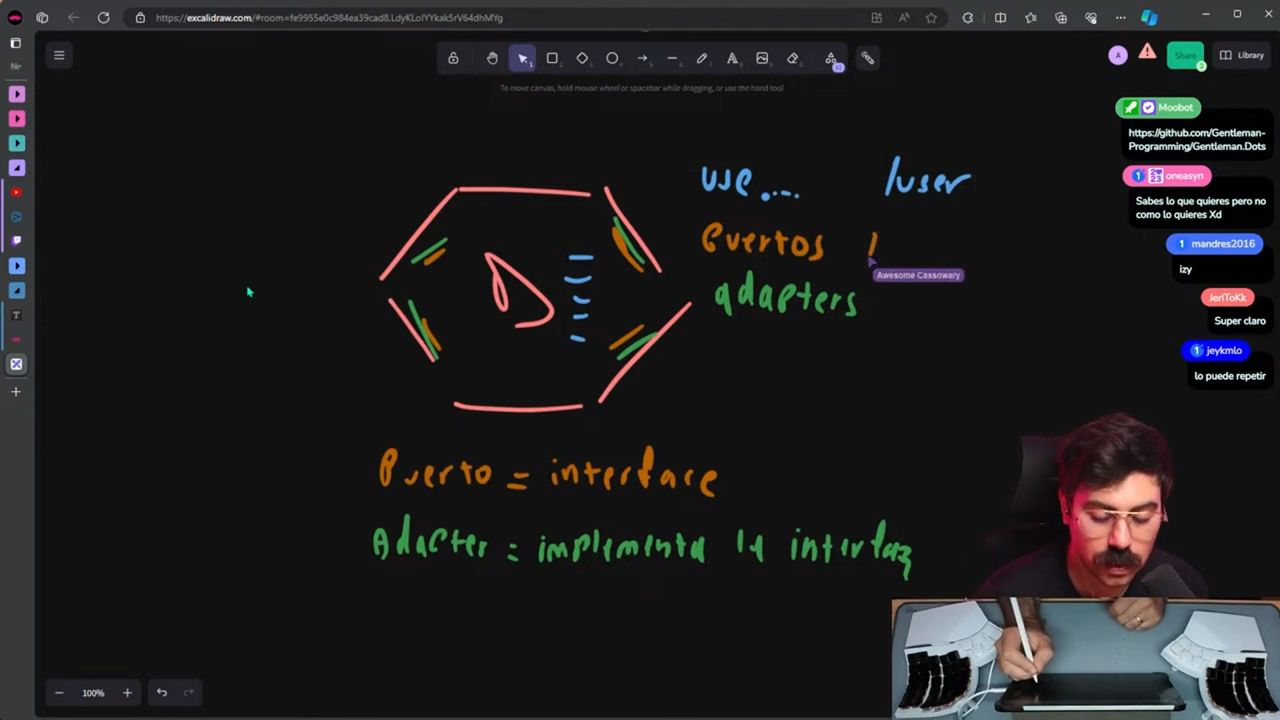 https://excalidraw.com/#room=fe9955e0c984ea39cad8.LdyKLolYYkak5rV64dhMYg
Ne
A
Share
2
Library
To move canvas, hold mouse wheel or spacebar while dragging, or use the hand tool
Moobot
https://github.com/Gentleman-
Programming/Gentleman.Dots
oneasyn
Sabes lo que quieres pero no
como lo quieres Xd
mandres2016
izy
JeriToKk
Super claro
jeykmlo
lo puede repetir
use.... /user
Puertos /
Awesome Cassowary
adapters
D
Puerto = interface
Adapter = implementa la interfaz
100%